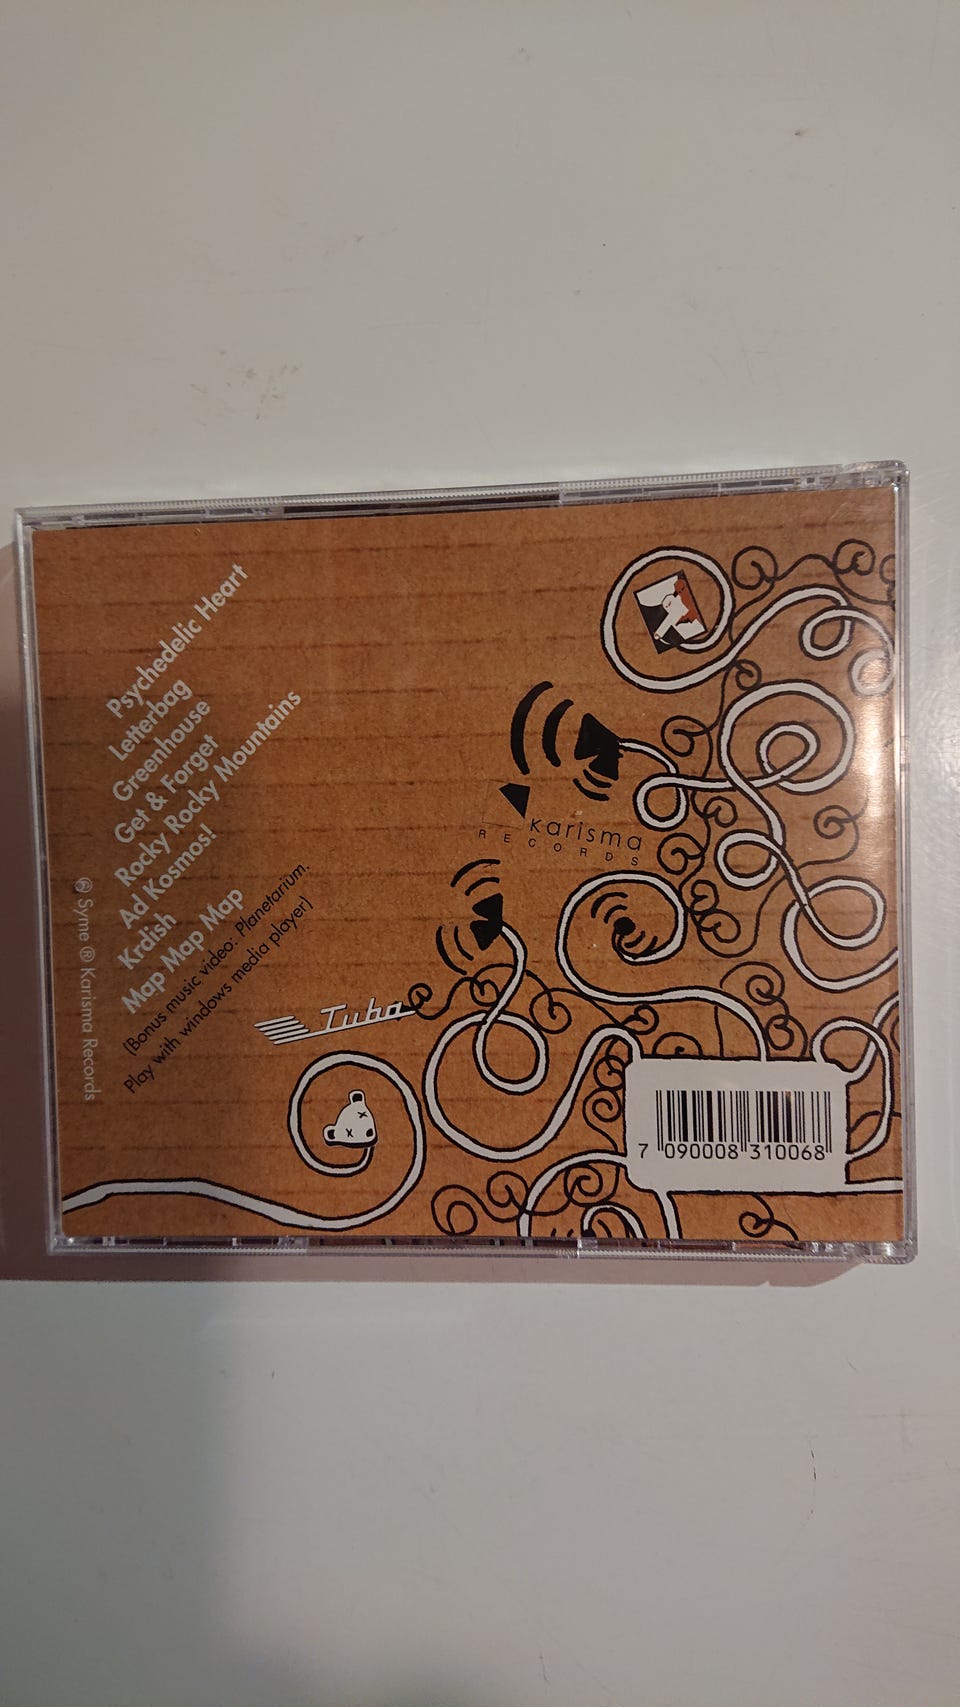 Psychedelic Heart
Letterbag
Greenhouse
Get & Forget
Rocky Rocky Mountains
Ad Kosmos!
Krdish
Map Map Map
(Bonus music video: Planetarium.
Play with windows media player)
℗ Syme ® Karisma Records
karisma
RECORDS
Tuba
7 090008 310068